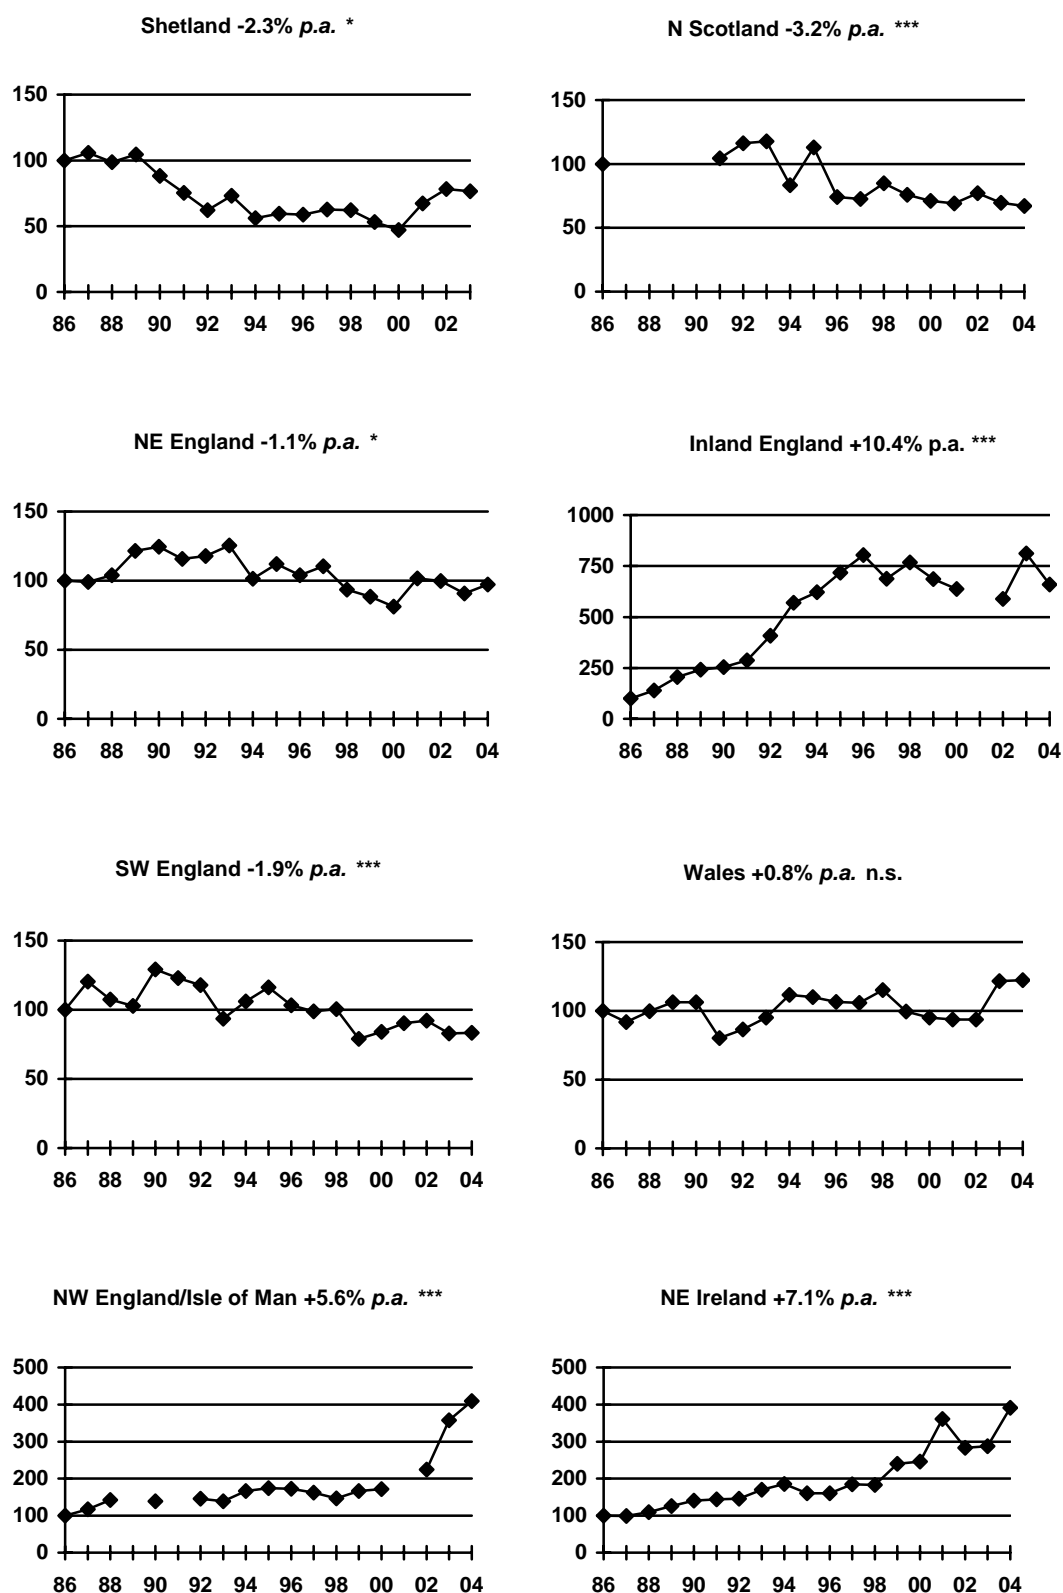 Shetland -2.3% p.a. *
150
100
50
0
86 88 90 92 94 96 98 00 02
N Scotland -3.2% p.a. ***
150
100
50
0
86 88 90 92 94 96 98 00 02 04
NE England -1.1% p.a. *
150
100
50
0
86 88 90 92 94 96 98 00 02 04
Inland England +10.4% p.a. ***
1000
750
500
250
0
86 88 90 92 94 96 98 00 02 04
SW England -1.9% p.a. ***
150
100
50
0
86 88 90 92 94 96 98 00 02 04
Wales +0.8% p.a. n.s.
150
100
50
0
86 88 90 92 94 96 98 00 02 04
NW England/Isle of Man +5.6% p.a. ***
500
400
300
200
100
0
86 88 90 92 94 96 98 00 02 04
NE Ireland +7.1% p.a. ***
500
400
300
200
100
0
86 88 90 92 94 96 98 00 02 04